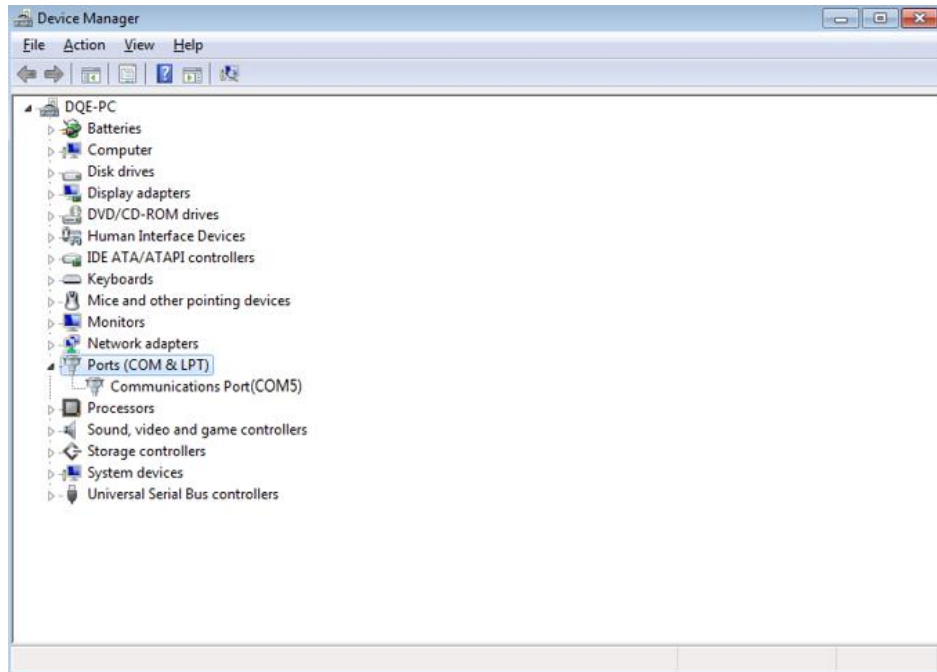 Device Manager
File Action View Help
DQE-PC
Batteries
Computer
Disk drives
Display adapters
DVD/CD-ROM drives
Human Interface Devices
IDE ATA/ATAPI controllers
Keyboards
Mice and other pointing devices
Monitors
Network adapters
Ports (COM & LPT)
Communications Port(COM5)
Processors
Sound, video and game controllers
Storage controllers
System devices
Universal Serial Bus controllers